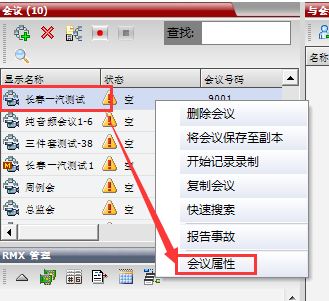 会议 (10)
查找:
显示名称 状态 会议号码
长春一汽测试 空 9001
纯音频会议1-6 空
三件套测试-38 空
长春一汽测试1 空
周例会 空
总监会 空
RMX 管理
删除会议
将会议保存至副本
开始记录录制
复制会议
快速搜索
报告事故
会议属性
与会
名称